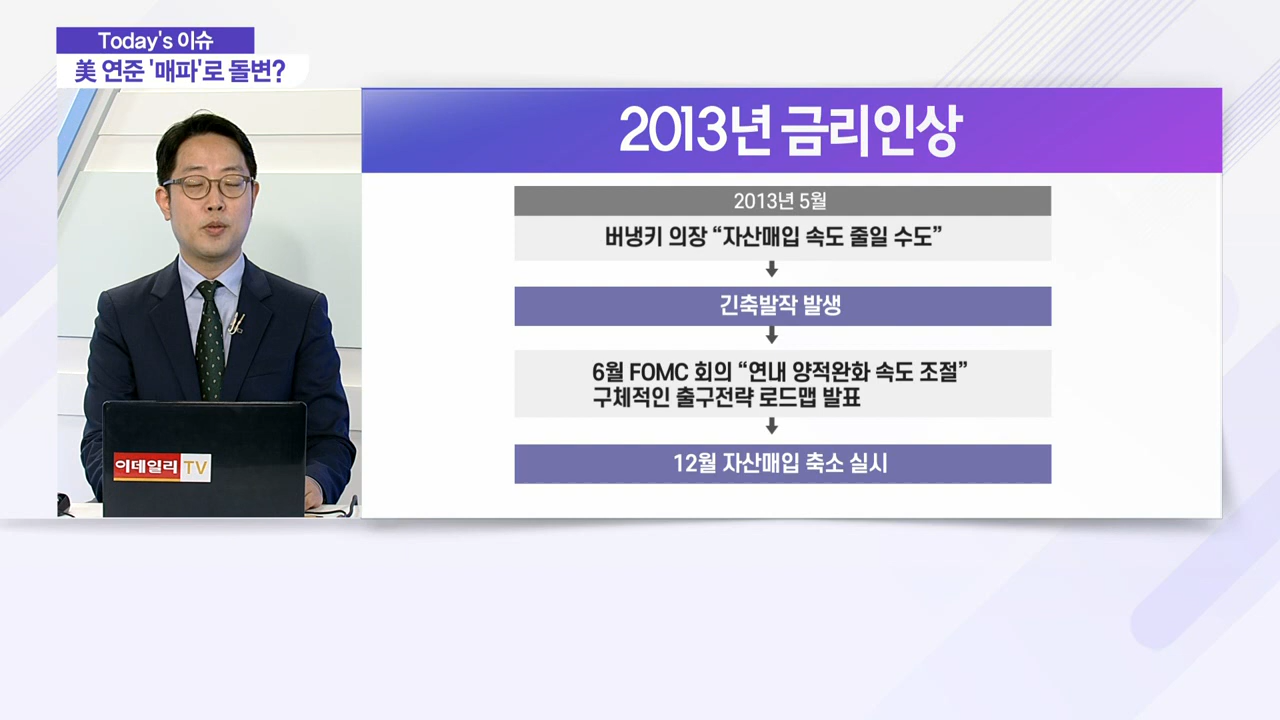 Today's 이슈
美 연준 '매파'로 돌변?
2013년 금리인상
2013년 5월
버냉키 의장 “자산매입 속도 줄일 수도”
긴축발작 발생
6월 FOMC 회의 “연내 양적완화 속도 조절”
구체적인 출구전략 로드맵 발표
12월 자산매입 축소 실시
이데일리 TV